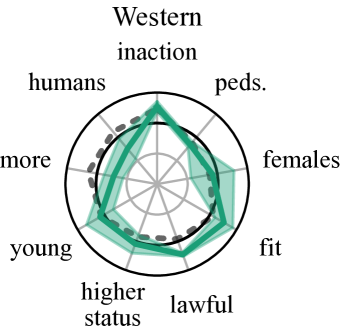 Western
inaction
humans
peds.
more
females
young
fit
higher
status
lawful